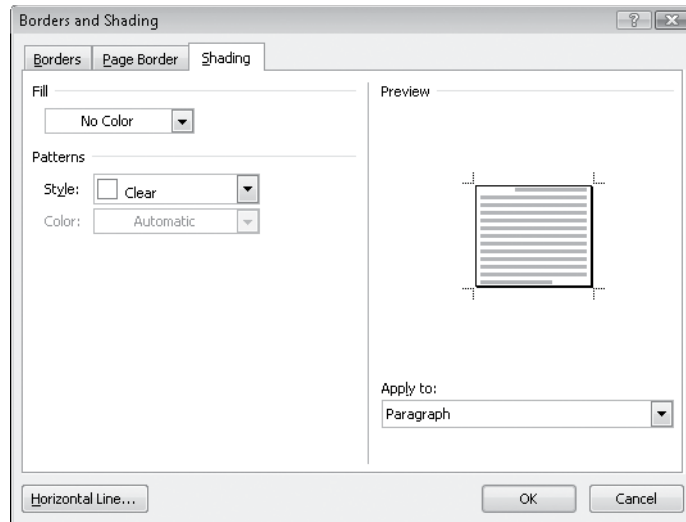 Borders and Shading
Borders Page Border Shading
Fill
No Color
Patterns
Style: Clear
Color: Automatic
Preview
Apply to:
Paragraph
Horizontal Line...
OK Cancel